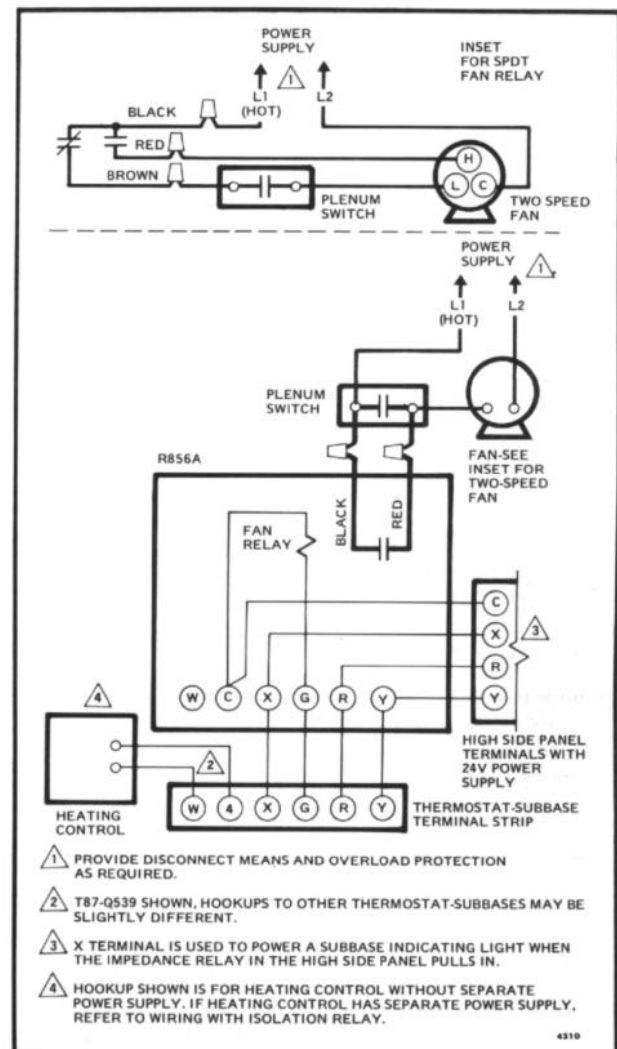 POWER
SUPPLY
INSET
FOR SPDT
FAN RELAY
1
L1
(HOT)
L2
BLACK
RED
BROWN
H
L C
PLENUM
SWITCH
TWO SPEED
FAN
POWER
SUPPLY
1
L1
(HOT)
L2
PLENUM
SWITCH
R856A
FAN-SEE
INSET FOR
TWO-SPEED
FAN
BLACK
RED
FAN
RELAY
C
X
R
Y
3
W C X G R Y
4
HIGH SIDE PANEL
TERMINALS WITH
24V POWER
SUPPLY
2
HEATING
CONTROL
W 4 X G R Y
THERMOSTAT-SUBBASE
TERMINAL STRIP
1 PROVIDE DISCONNECT MEANS AND OVERLOAD PROTECTION
AS REQUIRED.
2 T87-Q539 SHOWN, HOOKUPS TO OTHER THERMOSTAT-SUBBASES MAY BE
SLIGHTLY DIFFERENT.
3 X TERMINAL IS USED TO POWER A SUBBASE INDICATING LIGHT WHEN
THE IMPEDANCE RELAY IN THE HIGH SIDE PANEL PULLS IN.
4 HOOKUP SHOWN IS FOR HEATING CONTROL WITHOUT SEPARATE
POWER SUPPLY. IF HEATING CONTROL HAS SEPARATE POWER SUPPLY,
REFER TO WIRING WITH ISOLATION RELAY.
4310